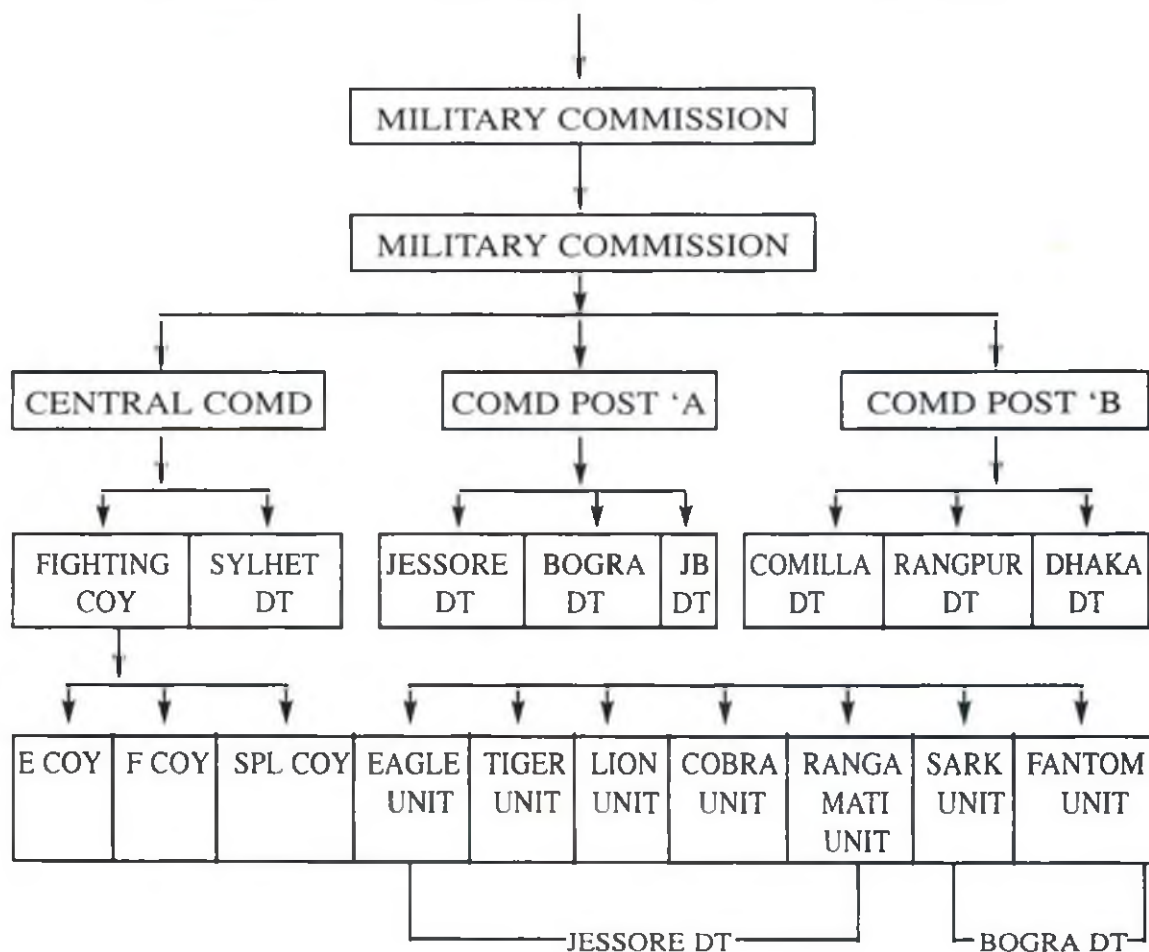 MILITARY COMMISSION
MILITARY COMMISSION
CENTRAL COMD
COMD POST ‘A
COMD POST ‘B
FIGHTING
COY
SYLHET
DT
JESSORE
DT
BOGRA
DT
JB
DT
COMILLA
DT
RANGPUR
DT
DHAKA
DT
E COY
F COY
SPL COY
EAGLE
UNIT
TIGER
UNIT
LION
UNIT
COBRA
UNIT
RANGA
MATI
UNIT
SARK
UNIT
FANTOM
UNIT
JESSORE DT
BOGRA DT